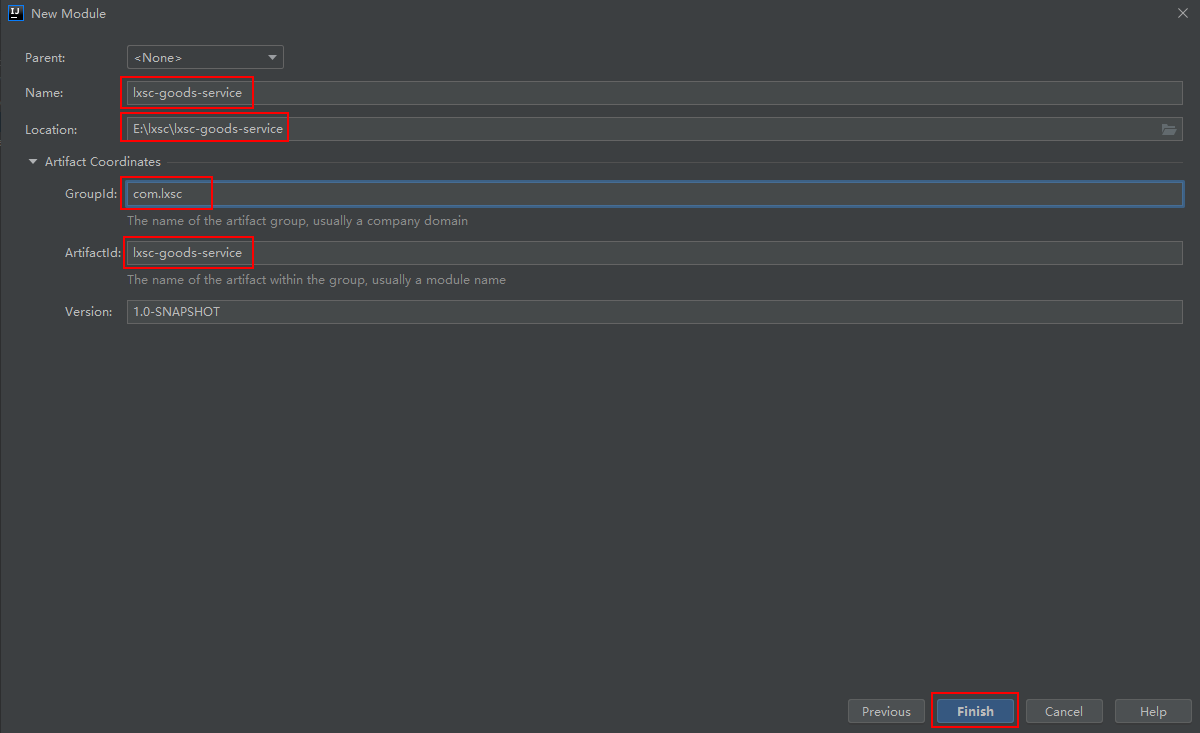 IJ
New Module
Parent: <None>
Name: lxsc-goods-service
Location: E:\lxsc\lxsc-goods-service
Artifact Coordinates
GroupId: com.lxsc
The name of the artifact group, usually a company domain
ArtifactId: lxsc-goods-service
The name of the artifact within the group, usually a module name
Version: 1.0-SNAPSHOT
Previous Finish Cancel Help